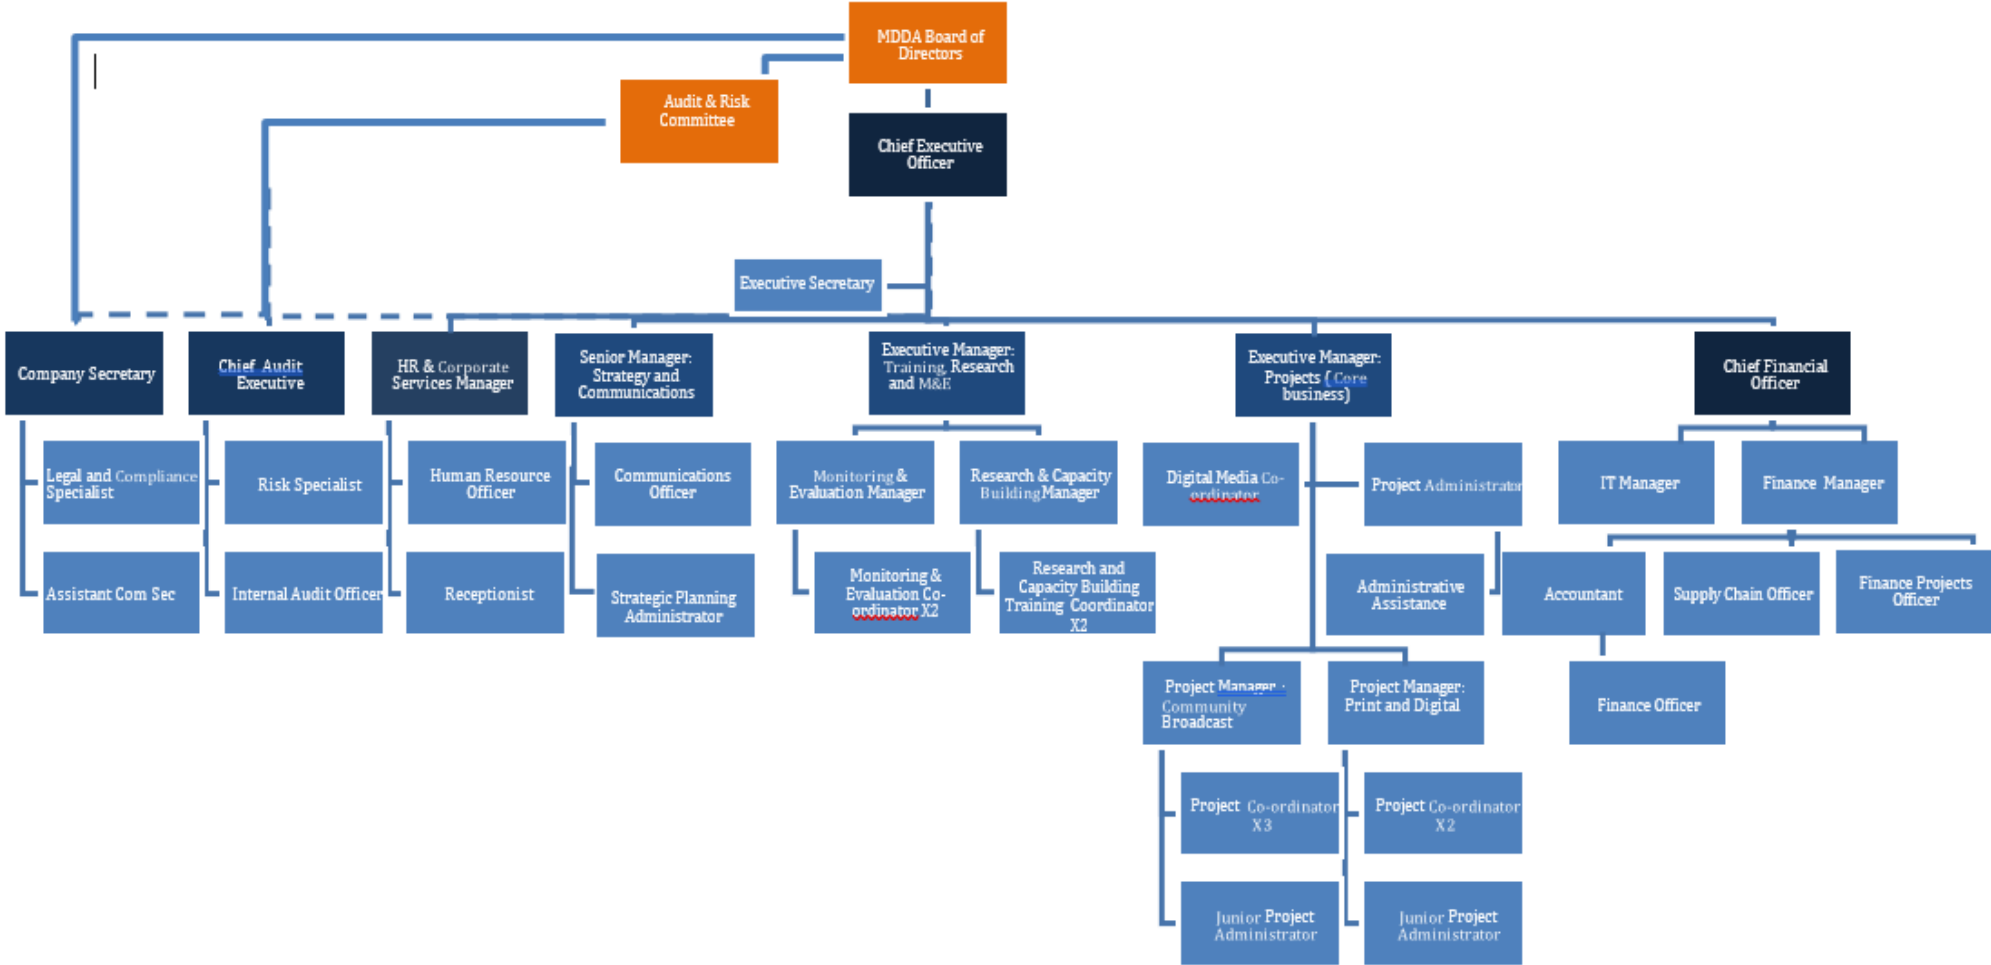 MDDA Board of
Directors
Audit & Risk
Committee
Chief Executive
Officer
Executive Secretary
Company Secretary
Chief Audit
Executive
HR & Corporate
Services Manager
Senior Manager:
Strategy and
Communications
Executive Manager:
Training, Research
and M&E
Executive Manager:
Projects ( Core
business)
Chief Financial
Officer
Legal and Compliance
Specialist
Risk Specialist
Human Resource
Officer
Communications
Officer
Monitoring &
Evaluation Manager
Research & Capacity
Building Manager
Digital Media Co-
ordinator
Project Administrator
IT Manager
Finance Manager
Assistant Com Sec
Internal Audit Officer
Receptionist
Strategic Planning
Administrator
Monitoring &
Evaluation Co-
ordinator X2
Research and
Capacity Building
Training Coordinator
X2
Administrative
Assistance
Accountant
Supply Chain Officer
Finance Projects
Officer
Project Manager :
Community
Broadcast
Project Manager:
Print and Digital
Finance Officer
Project Co-ordinator
X3
Project Co-ordinator
X2
Junior Project
Administrator
Junior Project
Administrator